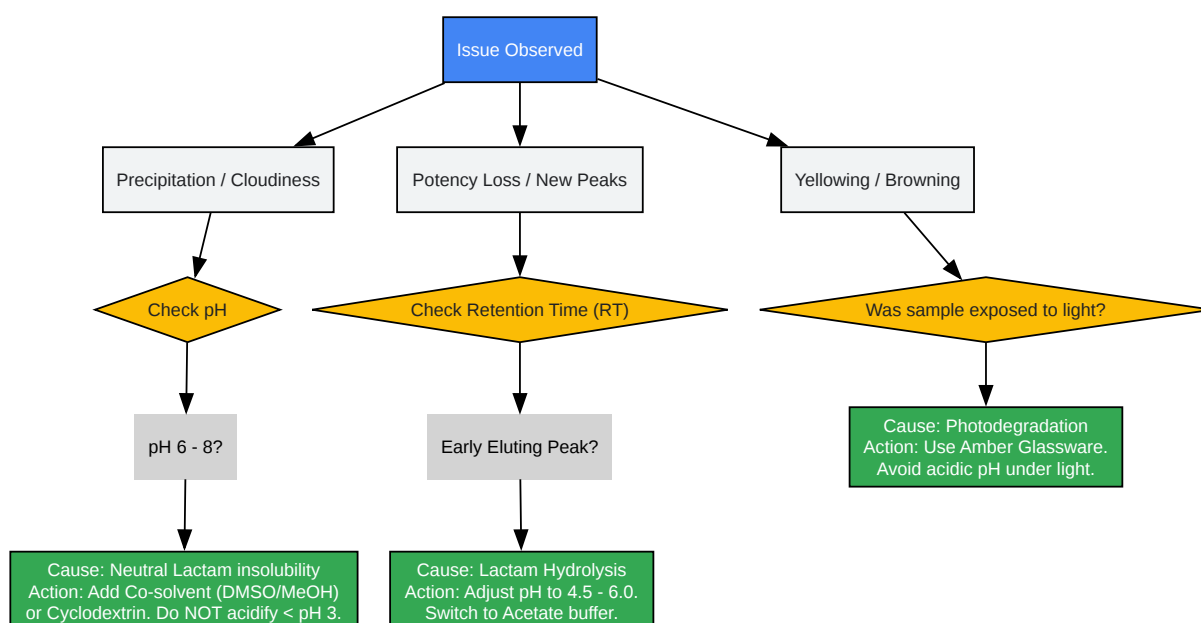 Issue Observed
Precipitation / Cloudiness
Potency Loss / New Peaks
Yellowing / Browning
Check pH
Check Retention Time (RT)
Was sample exposed to light?
pH 6 - 8?
Early Eluting Peak?
Cause: Photodegradation
Action: Use Amber Glassware.
Avoid acidic pH under light.
Cause: Neutral Lactam insolubility
Action: Add Co-solvent (DMSO/MeOH)
or Cyclodextrin. Do NOT acidify < pH 3.
Cause: Lactam Hydrolysis
Action: Adjust pH to 4.5 - 6.0.
Switch to Acetate buffer.